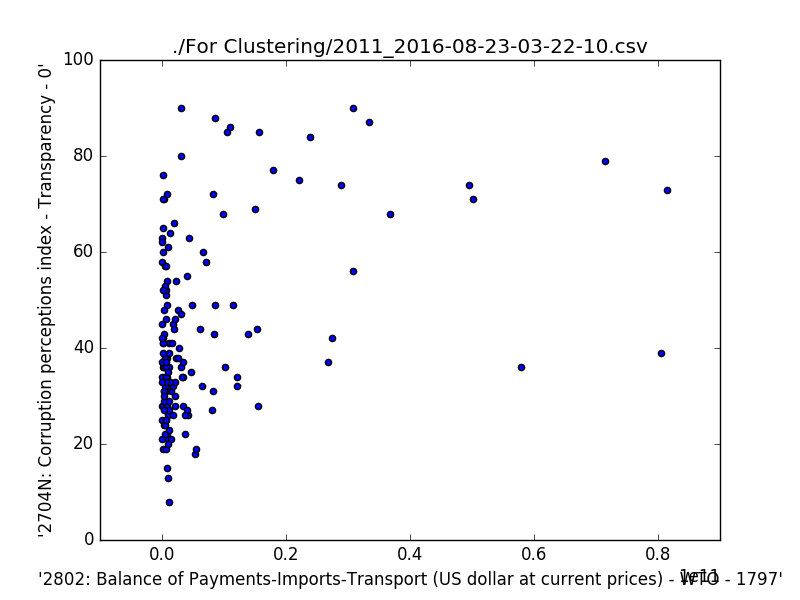 ./For Clustering/2011_2016-08-23-03-22-10.csv
100
80
60
40
20
0
'2704N: Corruption perceptions index - Transparency - 0'
0.0 0.2 0.4 0.6 0.8
1e11
'2802: Balance of Payments-Imports-Transport (US dollar at current prices) - WTO - 1797'